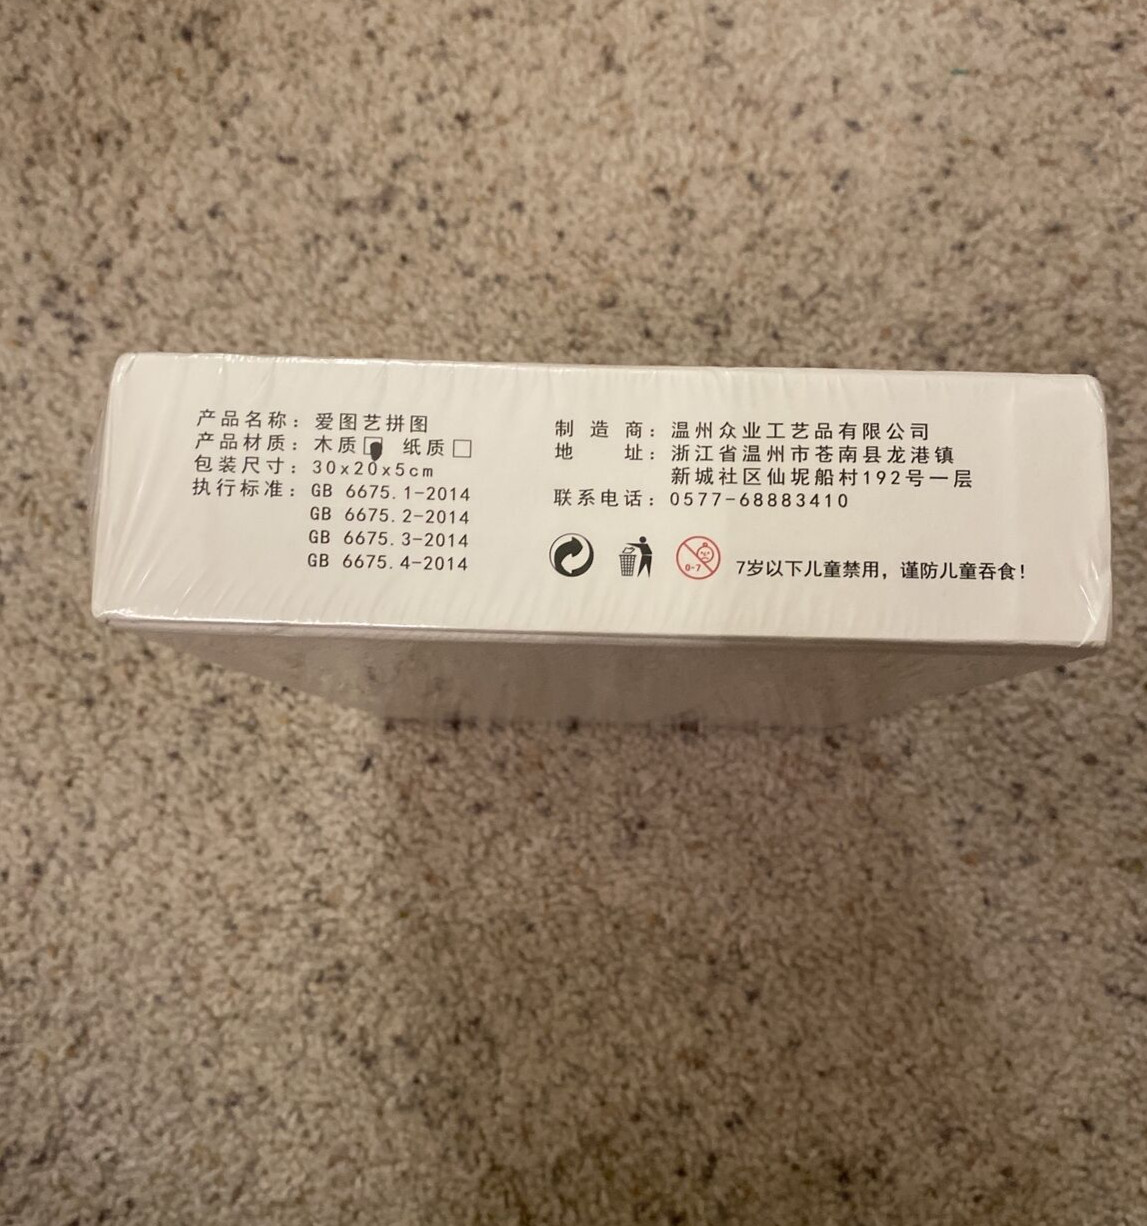 产品名称：爱图艺拼图
产品材质：木质 纸质
包装尺寸：30x20x5cm
执行标准：GB 6675.1-2014
GB 6675.2-2014
GB 6675.3-2014
GB 6675.4-2014
制造商：温州众业工艺品有限公司
地址：浙江省温州市苍南县龙港镇
新城社区仙坭船村192号一层
联系电话：0577-68883410
0-7
7岁以下儿童禁用，谨防儿童吞食！